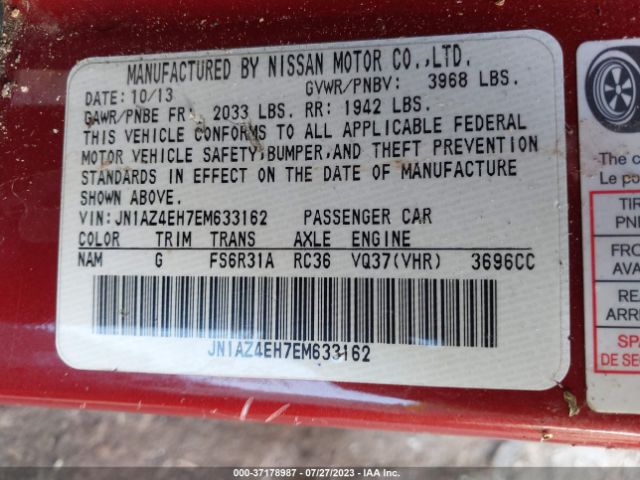 MANUFACTURED BY NISSAN MOTOR CO.,LTD.
DATE: 10/13 GVWR/PNBV: 3968 LBS.
GAWR/PNBE FR: 2033 LBS. RR: 1942 LBS.
THIS VEHICLE CONFORMS TO ALL APPLICABLE FEDERAL
MOTOR VEHICLE SAFETY,BUMPER,AND THEFT PREVENTION
STANDARDS IN EFFECT ON THE DATE OF MANUFACTURE
SHOWN ABOVE.
VIN:JN1AZ4EH7EM633162 PASSENGER CAR
COLOR TRIM TRANS AXLE ENGINE
NAM G FS6R31A RC36 VQ37(VHR) 3696CC
JN1AZ4EH7EM633162
The c
Le po
TIR
PNE
FRO
AVA
RE
ARR
SPA
DE SE
000-37178987 / 07/27/2023 / ©IAA, Inc.